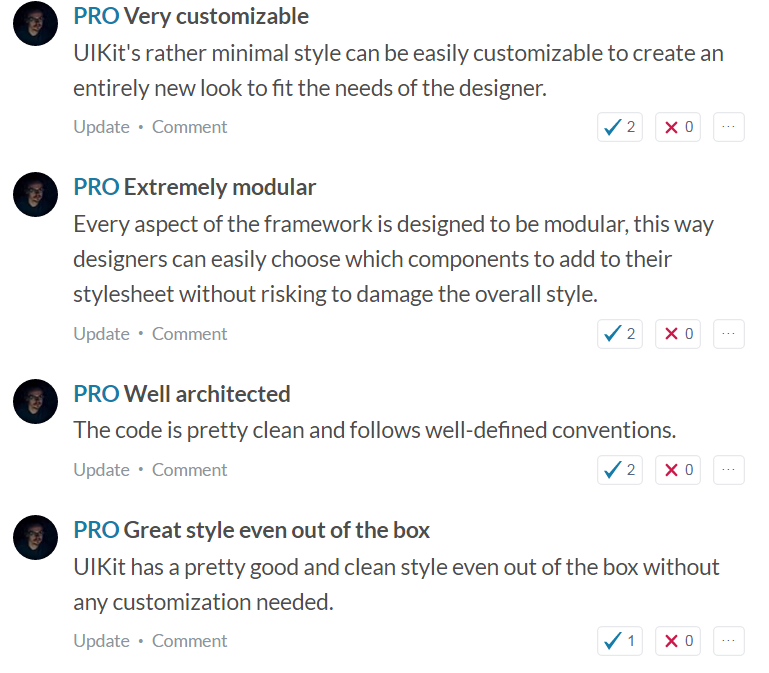 PRO Very customizable
UIKit's rather minimal style can be easily customizable to create an
entirely new look to fit the needs of the designer.
Update • Comment 2 0 ...
PRO Extremely modular
Every aspect of the framework is designed to be modular, this way
designers can easily choose which components to add to their
stylesheet without risking to damage the overall style.
Update • Comment 2 0 ...
PRO Well architected
The code is pretty clean and follows well-defined conventions.
Update • Comment 2 0 ...
PRO Great style even out of the box
UIKit has a pretty good and clean style even out of the box without
any customization needed.
Update • Comment 1 0 ...